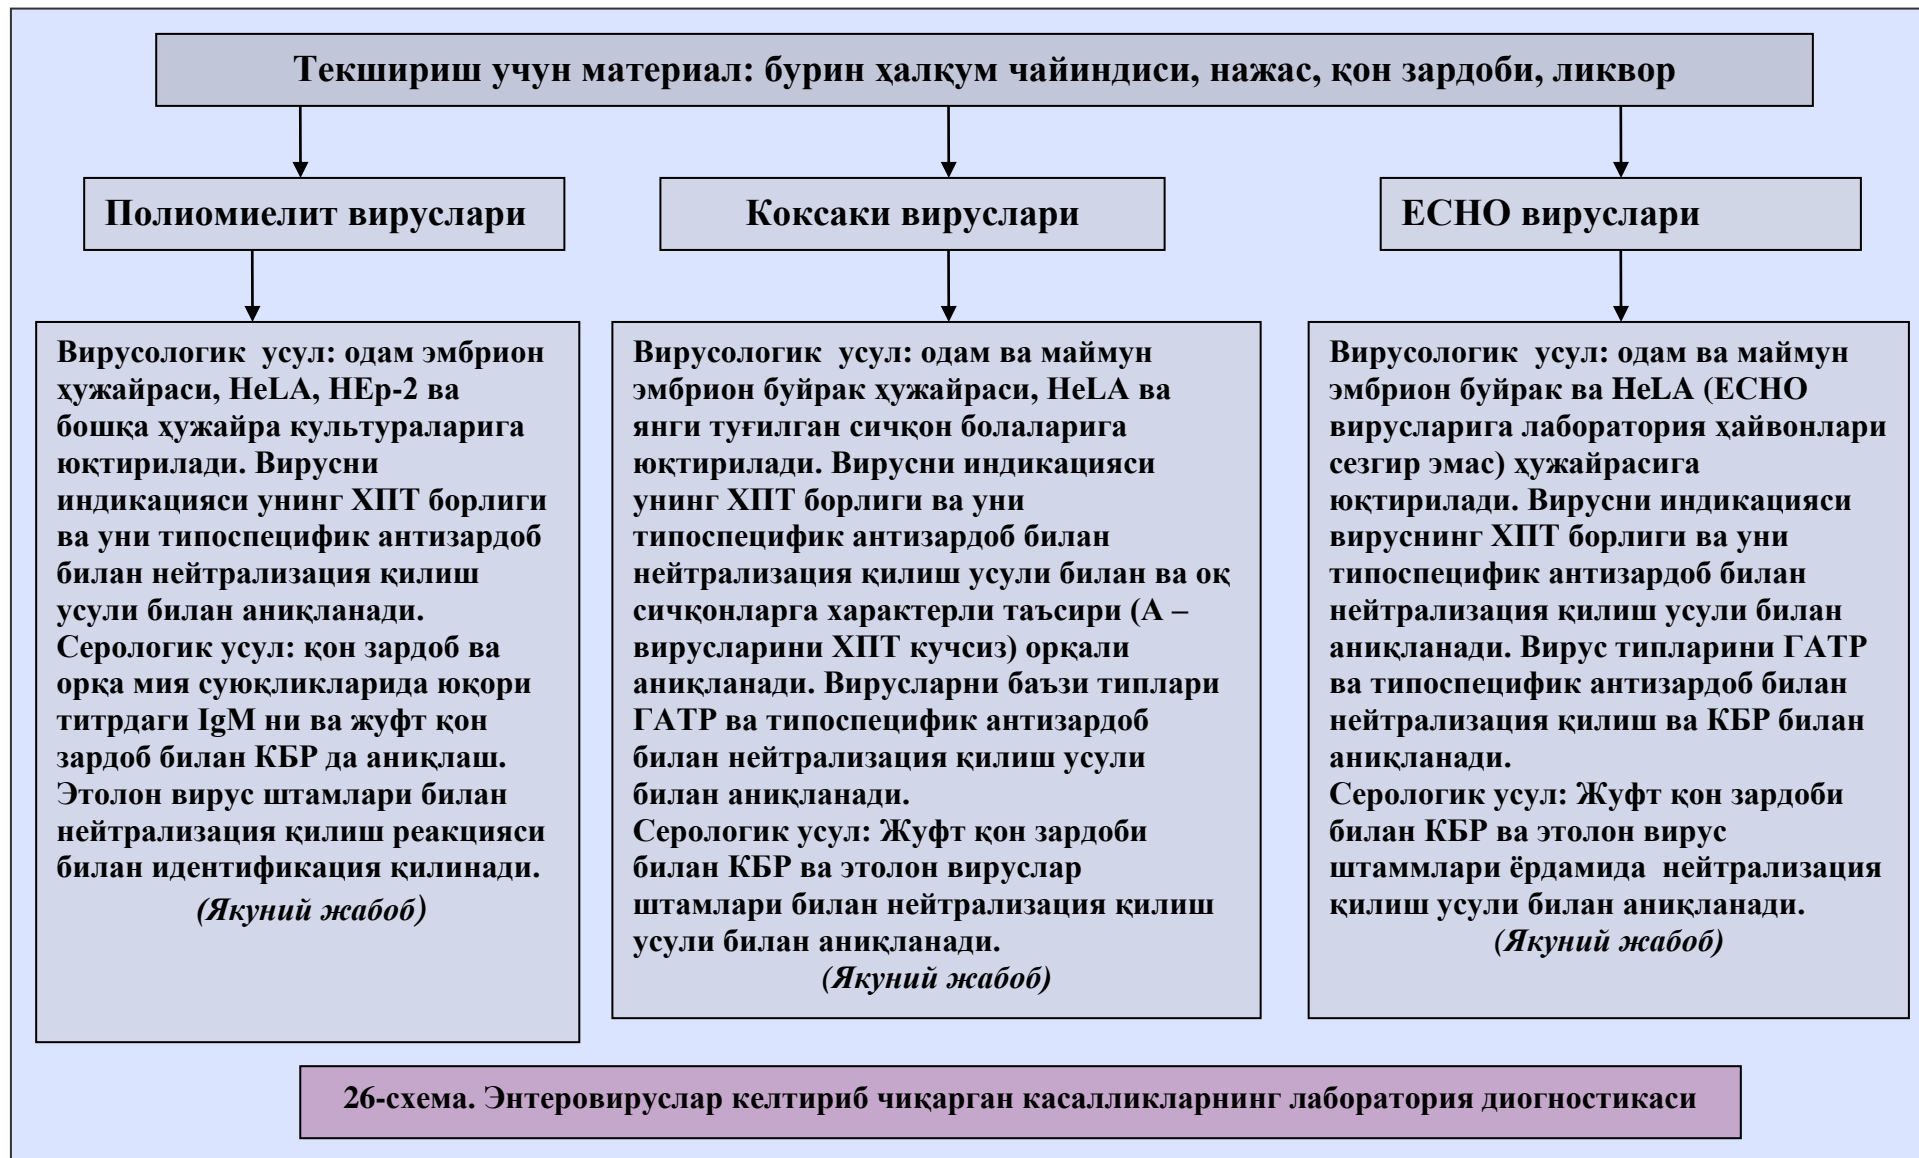 Текшириш учун материал: бурин ҳалқум чайиндиси, нажас, қон зардоби, ликвор
Полиомиелит вируслари
Коксаки вируслари
ЕСНО вируслари
Вирусологик усул: одам эмбрион
ҳужайраси, HeLA, HEp-2 ва
бошқа ҳужайра культураларига
юқтирилади. Вирусни
индикацияси унинг ХПТ борлиги
ва уни типоспецифик антизардоб
билан нейтрализация қилиш
усули билан аниқланади.
Серологик усул: қон зардоб ва
орқа мия суюқликларида юқори
титрдаги IgM ни ва жуфт қон
зардоб билан КБР да аниқлаш.
Этолон вирус штамлари билан
нейтрализация қилиш реакцияси
билан идентификация қилинади.
(Якуний жабоб)
Вирусологик усул: одам ва маймун
эмбрион буйрак ҳужайраси, HeLA ва
янги туғилган сичқон болаларига
юқтирилади. Вирусни индикацияси
унинг ХПТ борлиги ва уни
типоспецифик антизардоб билан
нейтрализация қилиш усули билан ва оқ
сичқонларга характерли таъсири (А –
вирусларини ХПТ кучсиз) орқали
аниқланади. Вирусларни баъзи типлари
ГАТР ва типоспецифик антизардоб
билан нейтрализация қилиш усули
билан аниқланади.
Серологик усул: Жуфт қон зардоби
билан КБР ва этолон вируслар
штамлари билан нейтрализация қилиш
усули билан аниқланади.
(Якуний жабоб)
Вирусологик усул: одам ва маймун
эмбрион буйрак ва HeLA (ЕСНО
вирусларига лаборатория ҳайвонлари
сезгир эмас) ҳужайрасига
юқтирилади. Вирусни индикацияси
вируснинг ХПТ борлиги ва уни
типоспецифик антизардоб билан
нейтрализация қилиш усули билан
аниқланади. Вирус типларини ГАТР
ва типоспецифик антизардоб билан
нейтрализация қилиш ва КБР билан
аниқланади.
Серологик усул: Жуфт қон зардоби
билан КБР ва этолон вирус
штаммлари ёрдамида нейтрализация
қилиш усули билан аниқланади.
(Якуний жабоб)
26-схема. Энтеровируслар келтириб чиқарган касалликларнинг лаборатория диогностикаси